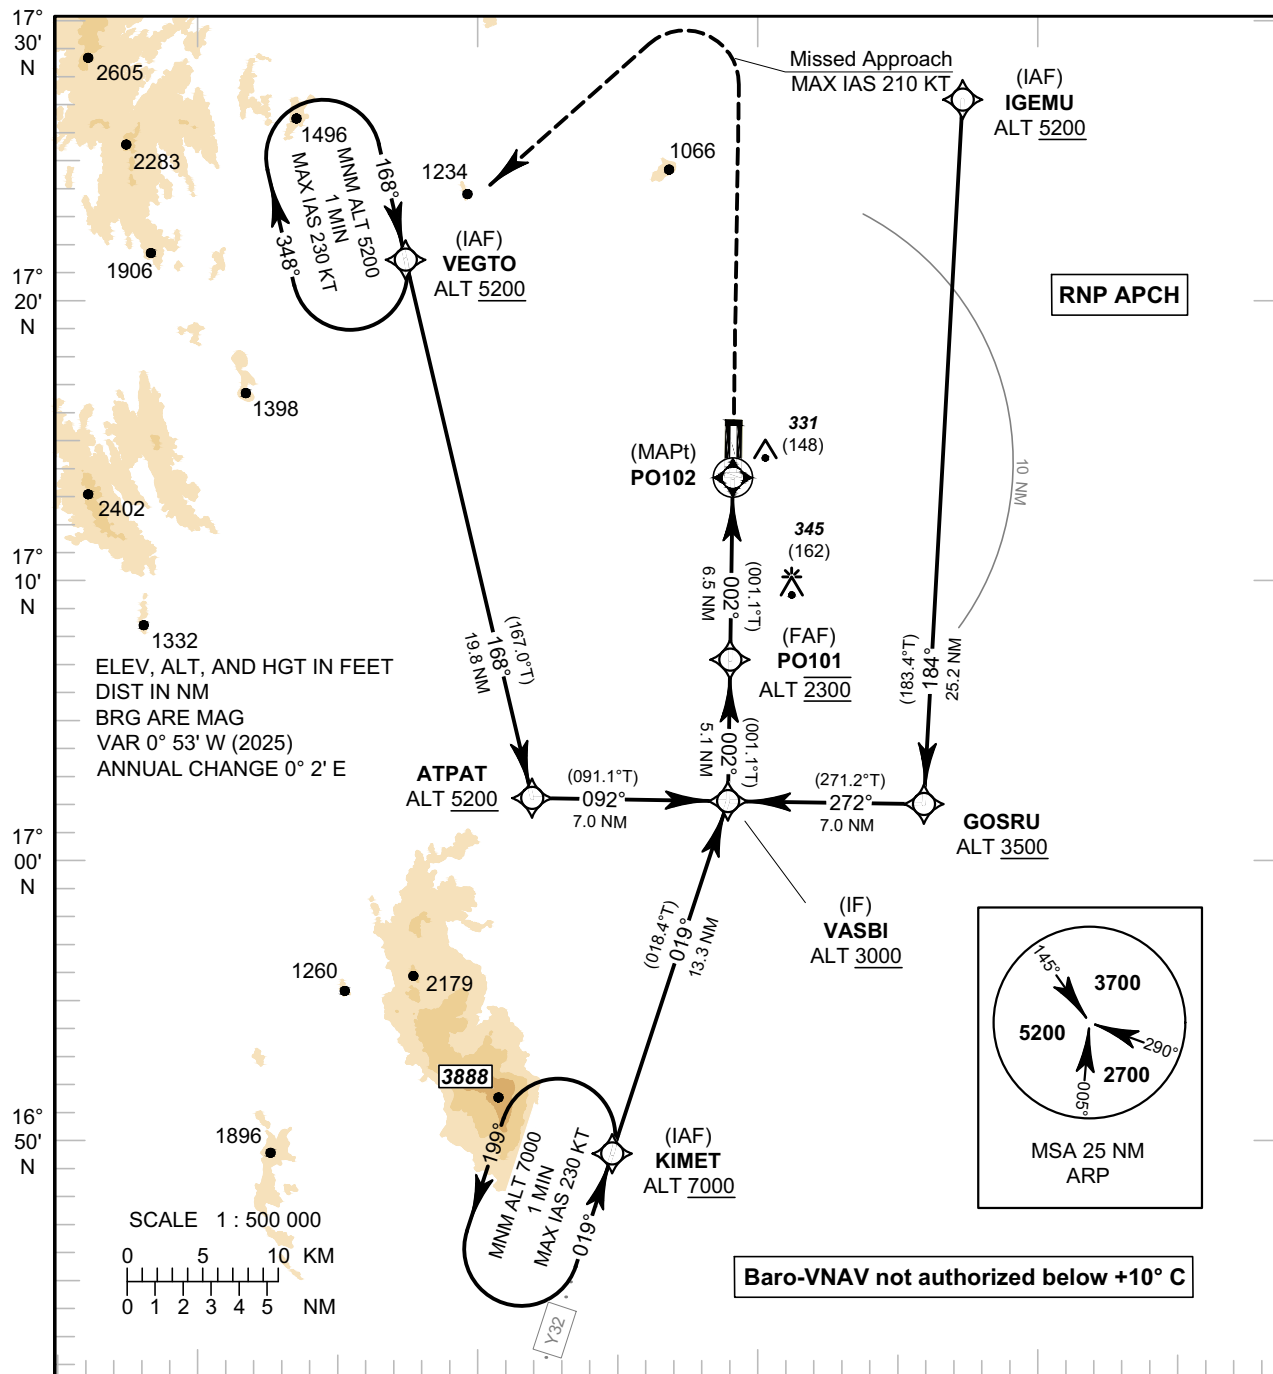 17°
30'
N
2605
2283
1906
1496
1234
1066
Missed Approach
MAX IAS 210 KT
(IAF)
IGEMU
ALT 5200
168°
MNM ALT 5200
1 MIN
MAX IAS 230 KT
348°
(IAF)
VEGTO
ALT 5200
17°
20'
N
RNP APCH
1398
2402
(MAPt)
PO102
331
(148)
345
(162)
10 NM
17°
10'
N
1332
(001.1°T)
002°
6.5 NM
(FAF)
PO101
ALT 2300
ELEV, ALT, AND HGT IN FEET
DIST IN NM
BRG ARE MAG
VAR 0° 53' W (2025)
ANNUAL CHANGE 0° 2' E
(167.0°T)
168°
19.8 NM
(183.4°T)
184°
25.2 NM
(001.1°T)
002°
5.1 NM
ATPAT
ALT 5200
(091.1°T)
092°
7.0 NM
(271.2°T)
272°
7.0 NM
GOSRU
ALT 3500
17°
00'
N
(IF)
VASBI
ALT 3000
(018.4°T)
019°
13.3 NM
1260
2179
3888
1896
16°
50'
N
199°
MNM ALT 7000
1 MIN
MAX IAS 230 KT
019°
(IAF)
KIMET
ALT 7000
145°
3700
5200
290°
2700
005°
MSA 25 NM
ARP
SCALE 1 : 500 000
0 5 10 KM
0 1 2 3 4 5 NM
Y32
Baro-VNAV not authorized below +10° C